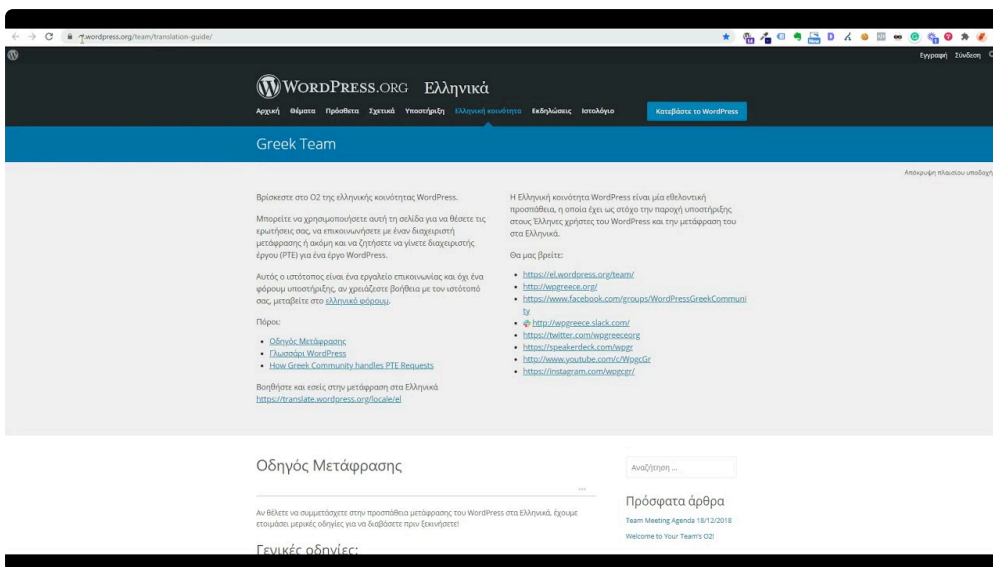 wordpress.org/team/translation-guide/
Εγγραφή Σύνδεση
WORDPRESS.ORG Ελληνικά
Αρχική Θέματα Πρόσθετα Σχετικά Υποστήριξη Ελληνική κοινότητα Εκδηλώσεις Ιστολόγιο Κατεβάστε το WordPress
Greek Team
Απόκρυψη πλαισίου υποδοχή
Βρίσκεστε στο O2 της ελληνικής κοινότητας WordPress.
Μπορείτε να χρησιμοποιήσετε αυτή τη σελίδα για να θέσετε τις
ερωτήσεις σας, να επικοινωνήσετε με έναν διαχειριστή
μετάφρασης ή ακόμη και να ζητήσετε να γίνετε διαχειριστής
έργου (PTE) για ένα έργο WordPress.
Αυτός ο ιστότοπος είναι ένα εργαλείο επικοινωνίας και όχι ένα
φόρουμ υποστήριξης, αν χρειάζεστε βοήθεια με τον ιστότοπό
σας, μεταβείτε στο ελληνικό φόρουμ.
Πόροι:
Οδηγός Μετάφρασης
Γλωσσάρι WordPress
How Greek Community handles PTE Requests
Βοηθήστε και εσείς στην μετάφραση στα Ελληνικά
https://translate.wordpress.org/locale/el
Η Ελληνική κοινότητα WordPress είναι μία εθελοντική
προσπάθεια, η οποία έχει ως στόχο την παροχή υποστήριξης
στους Έλληνες χρήστες του WordPress και την μετάφραση του
στα Ελληνικά.
Θα μας βρείτε:
https://el.wordpress.org/team/
http://wpgreece.org/
https://www.facebook.com/groups/WordPressGreekCommuni
ty
http://wpgreece.slack.com/
https://twitter.com/wpgreeceorg
https://speakerdeck.com/wpgr
http://www.youtube.com/c/WpgcGr
https://instagram.com/wpgcgr/
Οδηγός Μετάφρασης
Αν θέλετε να συμμετάσχετε στην προσπάθεια μετάφρασης του WordPress στα Ελληνικά, έχουμε
ετοιμάσει μερικές οδηγίες για να διαβάσετε πριν ξεκινήσετε!
Γενικές οδηγίες:
Αναζήτηση ...
Πρόσφατα άρθρα
Team Meeting Agenda 18/12/2018
Welcome to Your Team's O2!